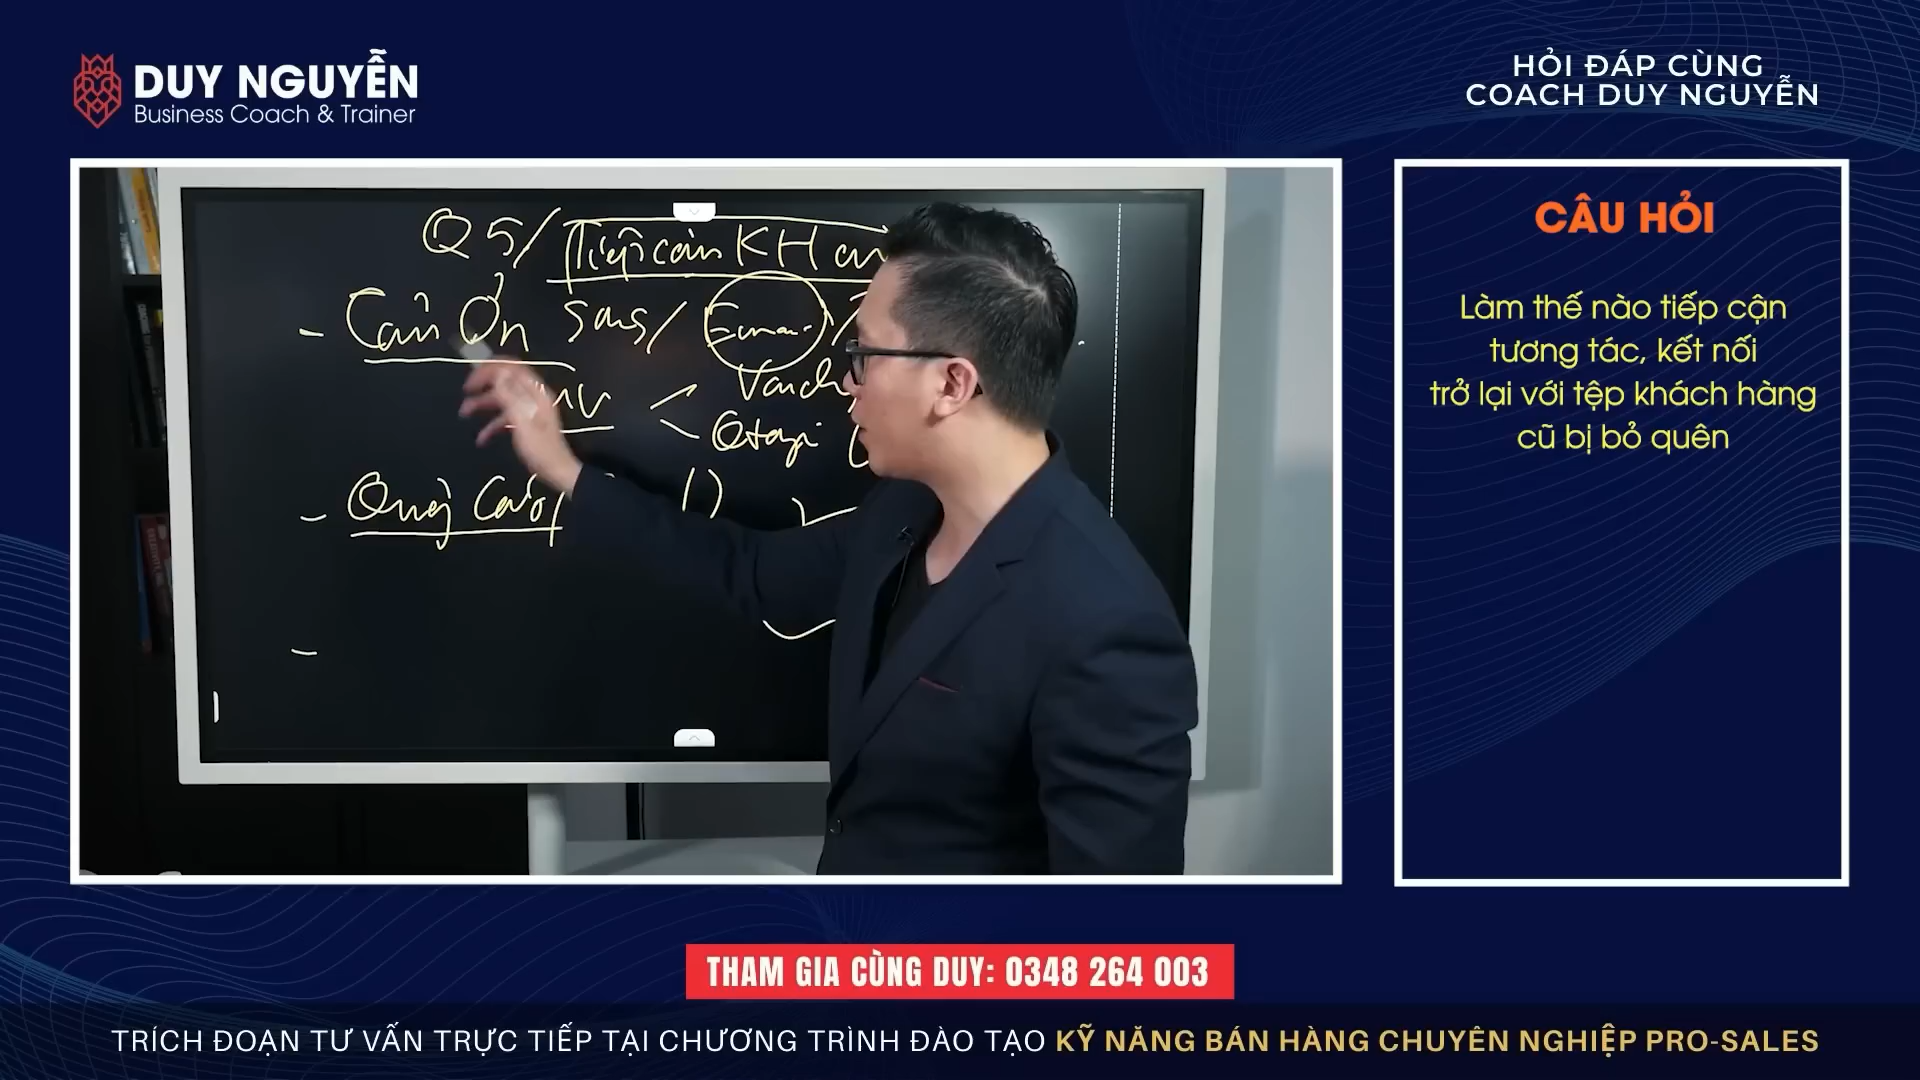 DUY NGUYỄN
Business Coach & Trainer
HỎI ĐÁP CÙNG
COACH DUY NGUYỄN
Q5/ Tiếp cận KH
- Cảm Ơn
- Quảng Cáo
CÂU HỎI
Làm thế nào tiếp cận
tương tác, kết nối
trở lại với tệp khách hàng
cũ bị bỏ quên
THAM GIA CÙNG DUY: 0348 264 003
TRÍCH ĐOẠN TƯ VẤN TRỰC TIẾP TẠI CHƯƠNG TRÌNH ĐÀO TẠO KỸ NĂNG BÁN HÀNG CHUYÊN NGHIỆP PRO-SALES